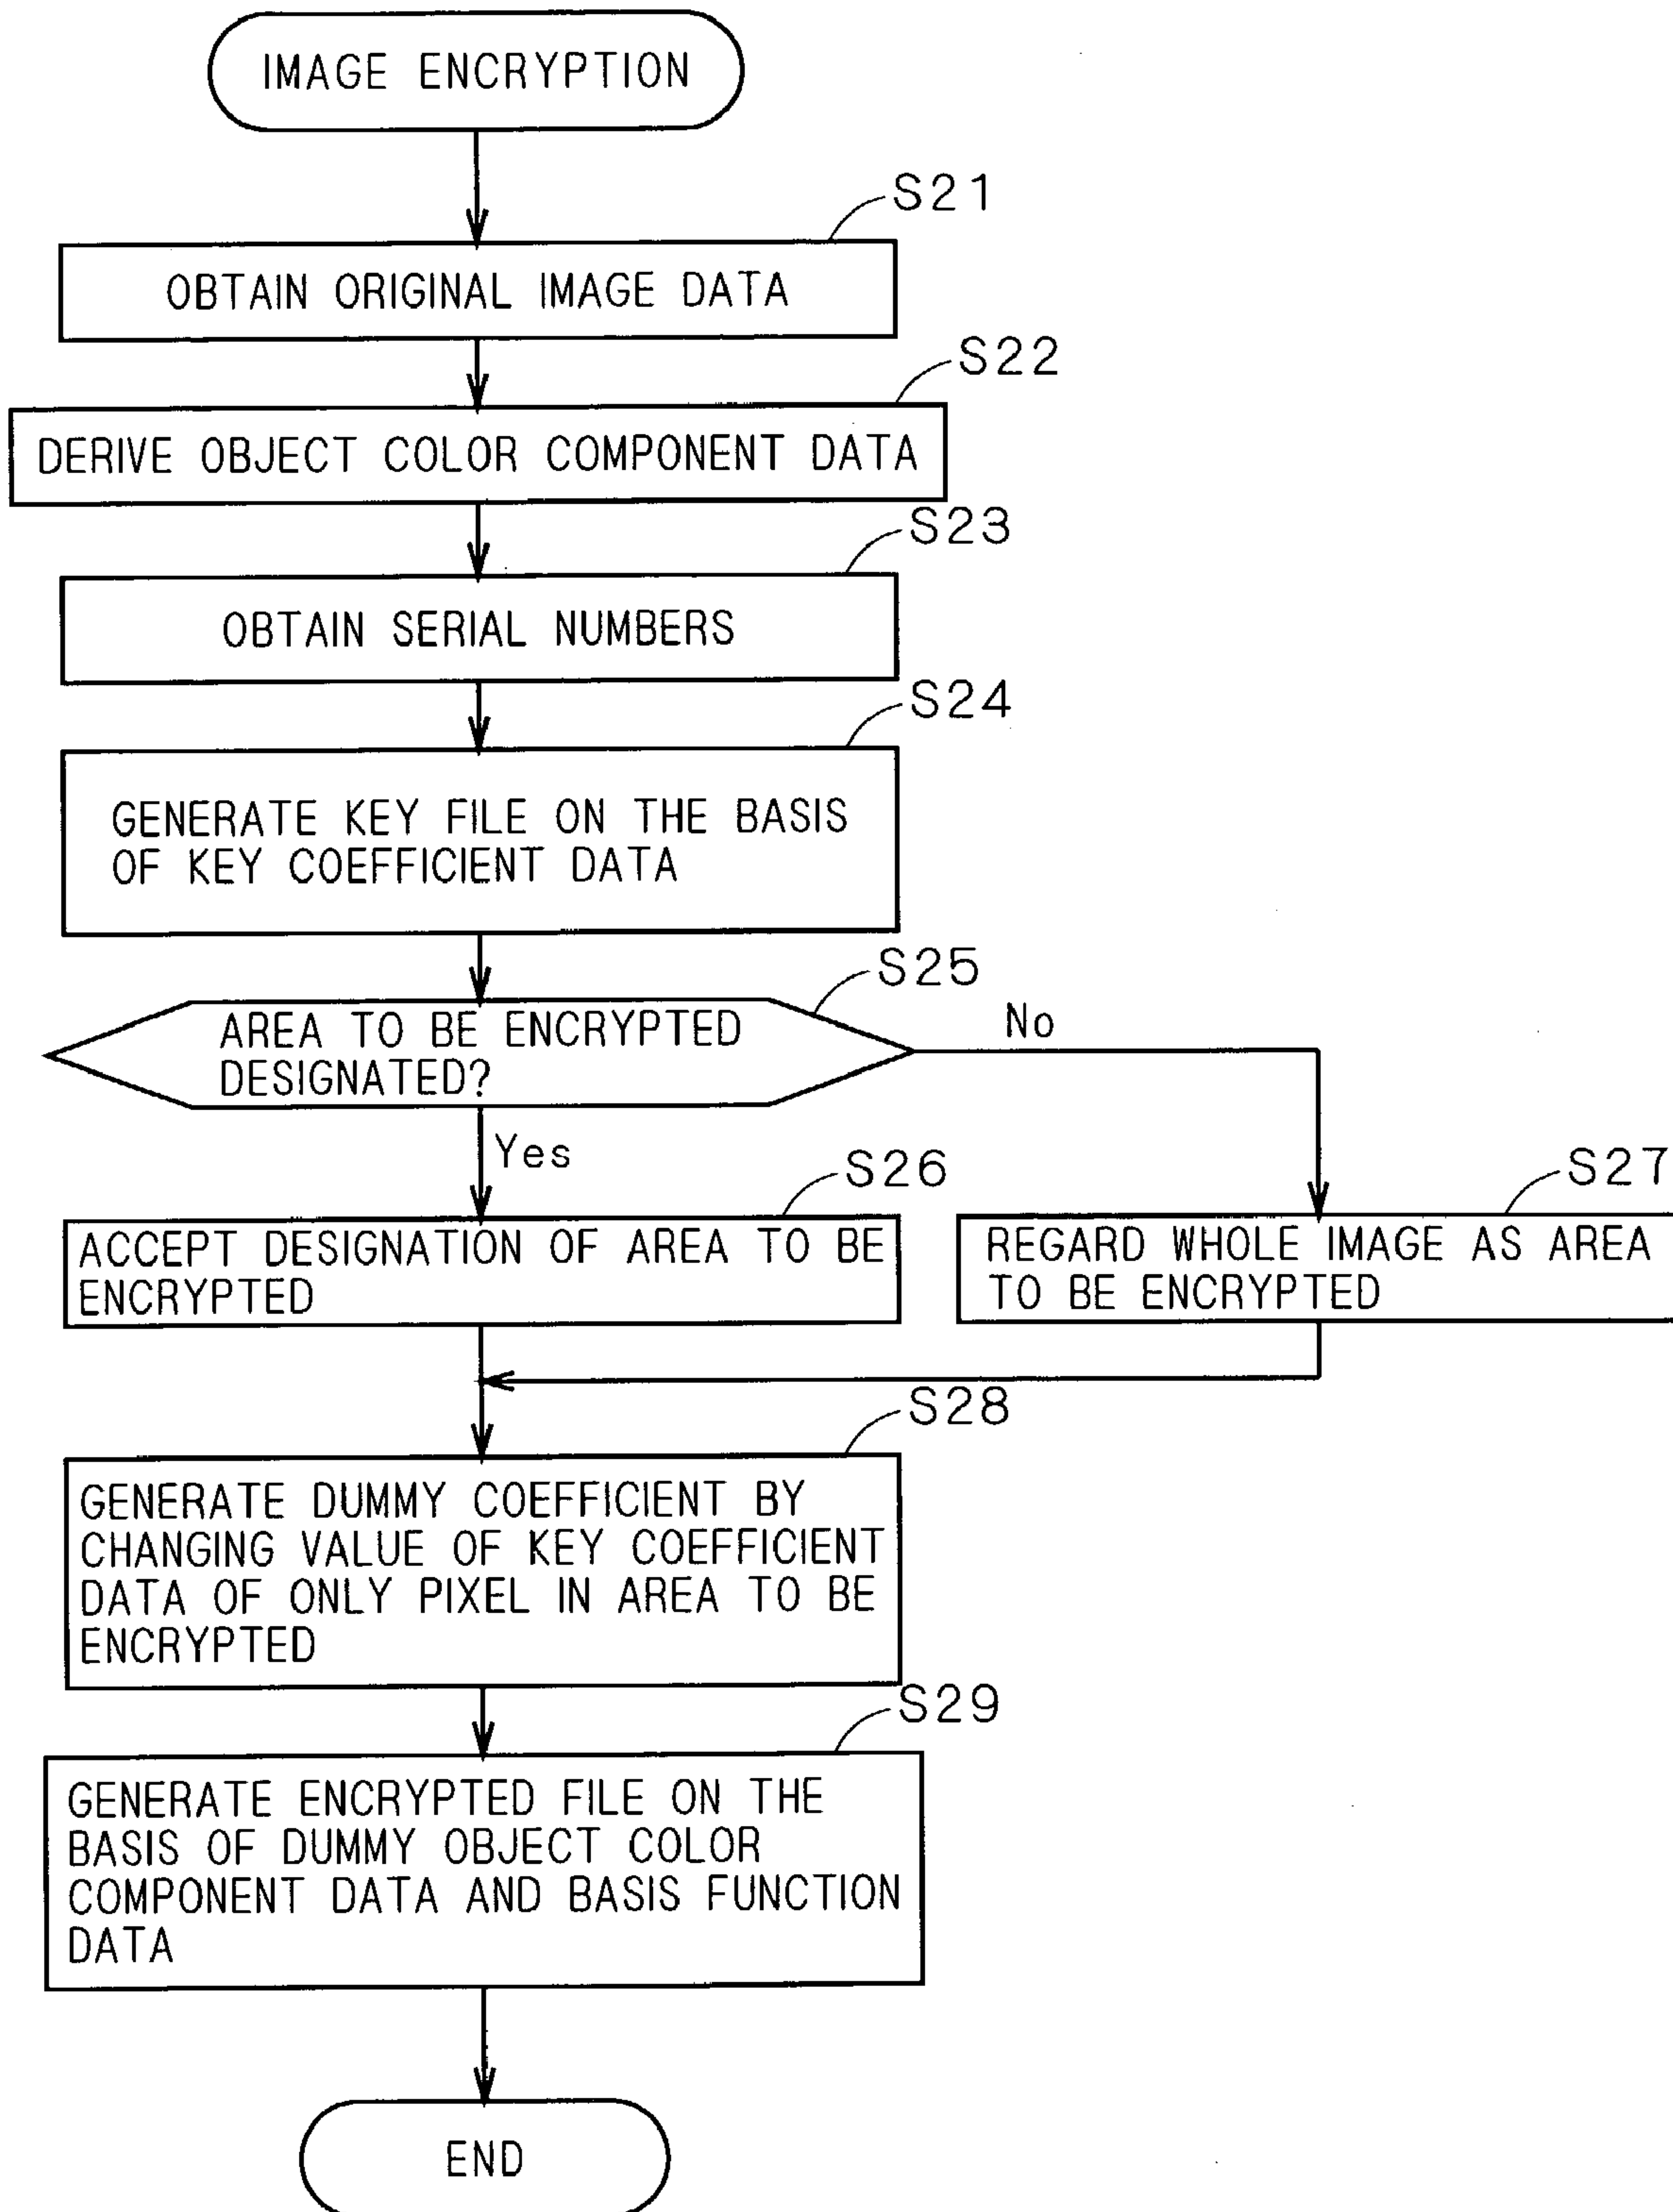 IMAGE ENCRYPTION
S21
OBTAIN ORIGINAL IMAGE DATA
S22
DERIVE OBJECT COLOR COMPONENT DATA
S23
OBTAIN SERIAL NUMBERS
S24
GENERATE KEY FILE ON THE BASIS
OF KEY COEFFICIENT DATA
S25
AREA TO BE ENCRYPTED
DESIGNATED?
No
Yes
S26
ACCEPT DESIGNATION OF AREA TO BE
ENCRYPTED
S27
REGARD WHOLE IMAGE AS AREA
TO BE ENCRYPTED
S28
GENERATE DUMMY COEFFICIENT BY
CHANGING VALUE OF KEY COEFFICIENT
DATA OF ONLY PIXEL IN AREA TO BE
ENCRYPTED
S29
GENERATE ENCRYPTED FILE ON THE
BASIS OF DUMMY OBJECT COLOR
COMPONENT DATA AND BASIS FUNCTION
DATA
END